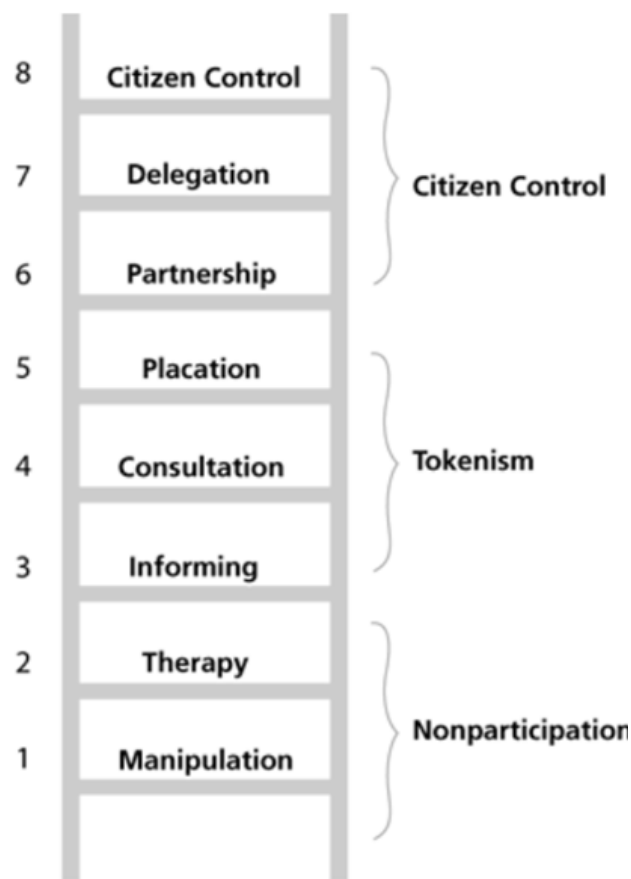 8 Citizen Control
7 Delegation
Citizen Control
6 Partnership
5 Placation
4 Consultation
Tokenism
3 Informing
2 Therapy
Nonparticipation
1 Manipulation